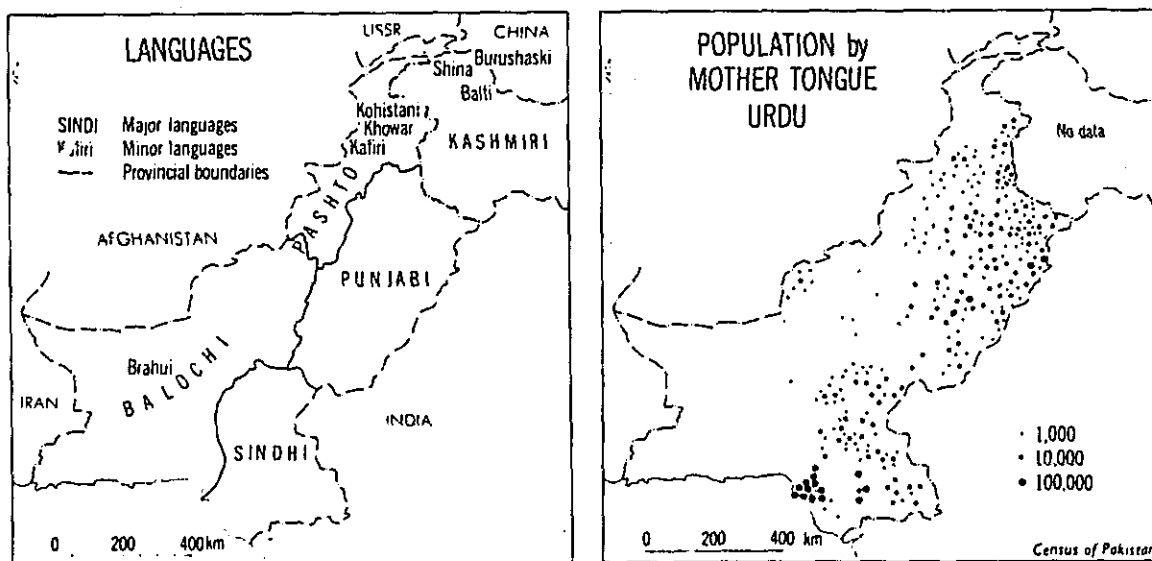 LANGUAGES
SINDI Major languages
Minor languages
Provincial boundaries
USSR
CHINA
Burushaski
Shina
Balti
Kohistani
Khowar
Kafiri
KASHMIRI
PASHTO
AFGHANISTAN
PUNJABI
Brahui
BALOCHI
IRAN
INDIA
SINDHI
0 200 400 km
POPULATION by
MOTHER TONGUE
URDU
No data
1,000
10,000
100,000
0 200 400 km
Census of Pakistan